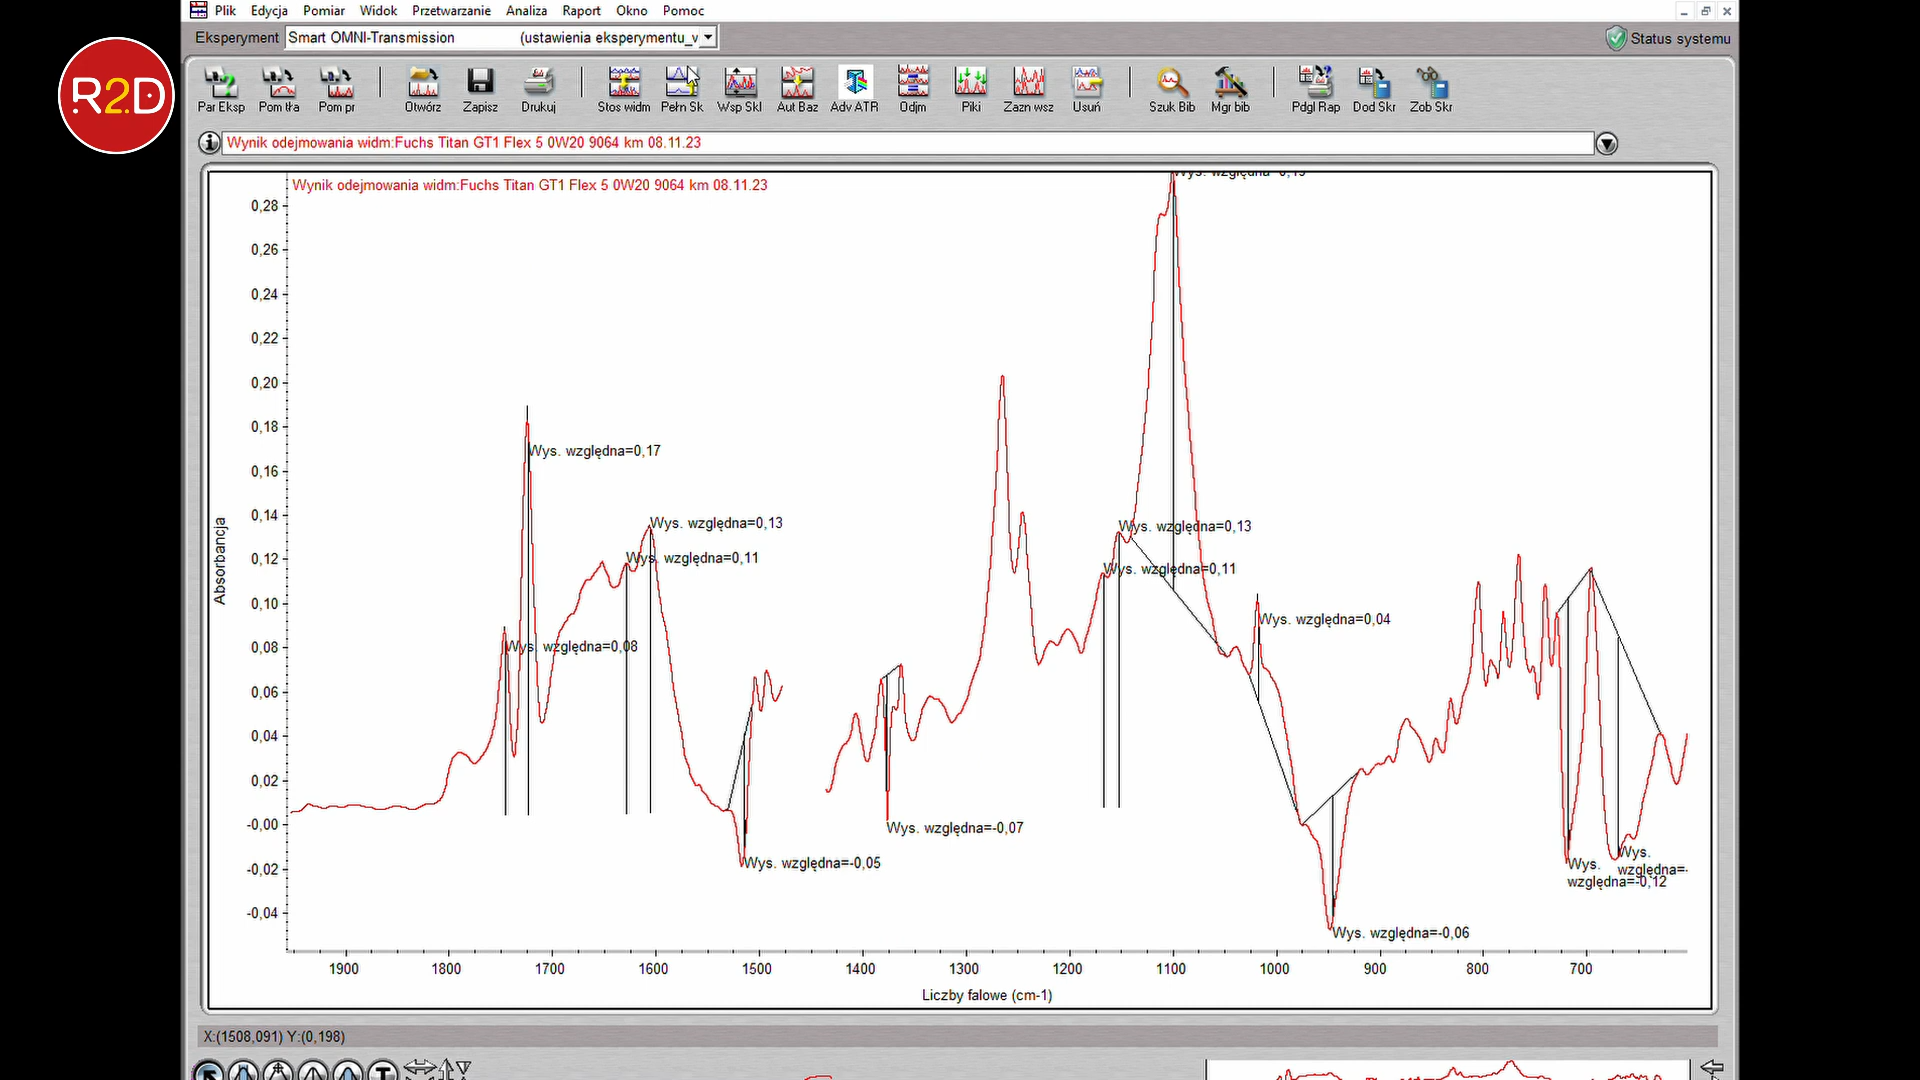 R2D
Plik Edycja Pomiar Widok Przetwarzanie Analiza Raport Okno Pomoc
Eksperyment Smart OMNI-Transmission (ustawienia eksperymentu_v Status systemu
Par Eksp Pom tła Pom pr Otwórz Zapisz Drukuj Stos widm Pełn Sk Wsp Skl Aut Baz Adv ATR Odjm Piki Zazn wsz Usuń Szuk Bib Mgr bib Pdgl Rap Dod Skr Zob Skr
Wynik odejmowania widm:Fuchs Titan GT1 Flex 5 0W20 9064 km 08.11.23
Wynik odejmowania widm:Fuchs Titan GT1 Flex 5 0W20 9064 km 08.11.23
0,28
0,26
0,24
0,22
0,20
0,18
0,16
0,14
0,12
0,10
0,08
0,06
0,04
0,02
-0,00
-0,02
-0,04
Absorbancja
Wys. względna=0,17
Wys. względna=0,13
Wys. względna=0,11
Wys. względna=0,08
Wys. względna=-0,05
Wys. względna=-0,07
Wys. względna=0,13
Wys. względna=0,11
Wys. względna=0,04
Wys. względna=-0,06
Wys.
względna=-0,12
Wys.
względna=-
1900 1800 1700 1600 1500 1400 1300 1200 1100 1000 900 800 700
Liczby falowe (cm-1)
X:(1508,091) Y:(0,198)
T